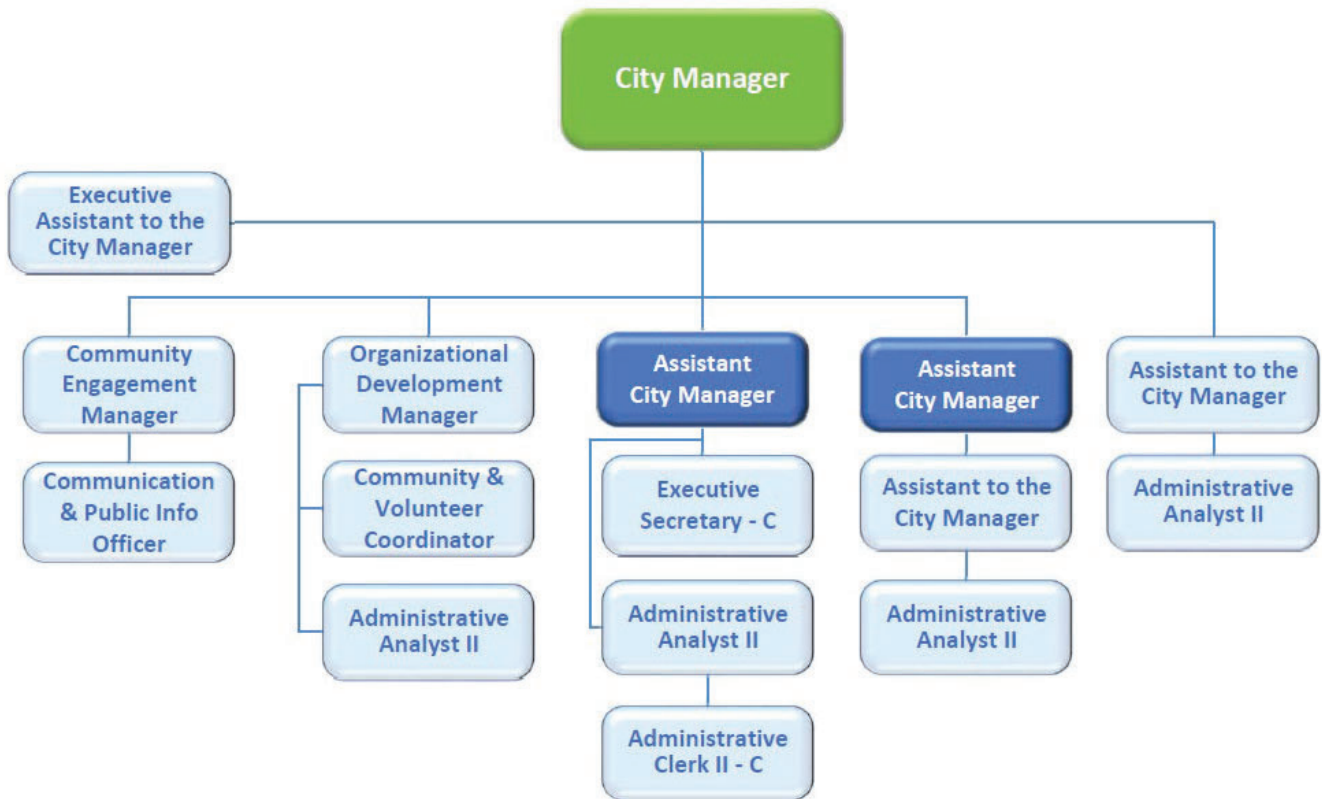 City Manager
Executive
Assistant to the
City Manager
Community
Engagement
Manager
Organizational
Development
Manager
Assistant
City Manager
Assistant
City Manager
Assistant to the
City Manager
Communication
& Public Info
Officer
Community &
Volunteer
Coordinator
Executive
Secretary - C
Assistant to the
City Manager
Administrative
Analyst II
Administrative
Analyst II
Administrative
Analyst II
Administrative
Analyst II
Administrative
Clerk II - C